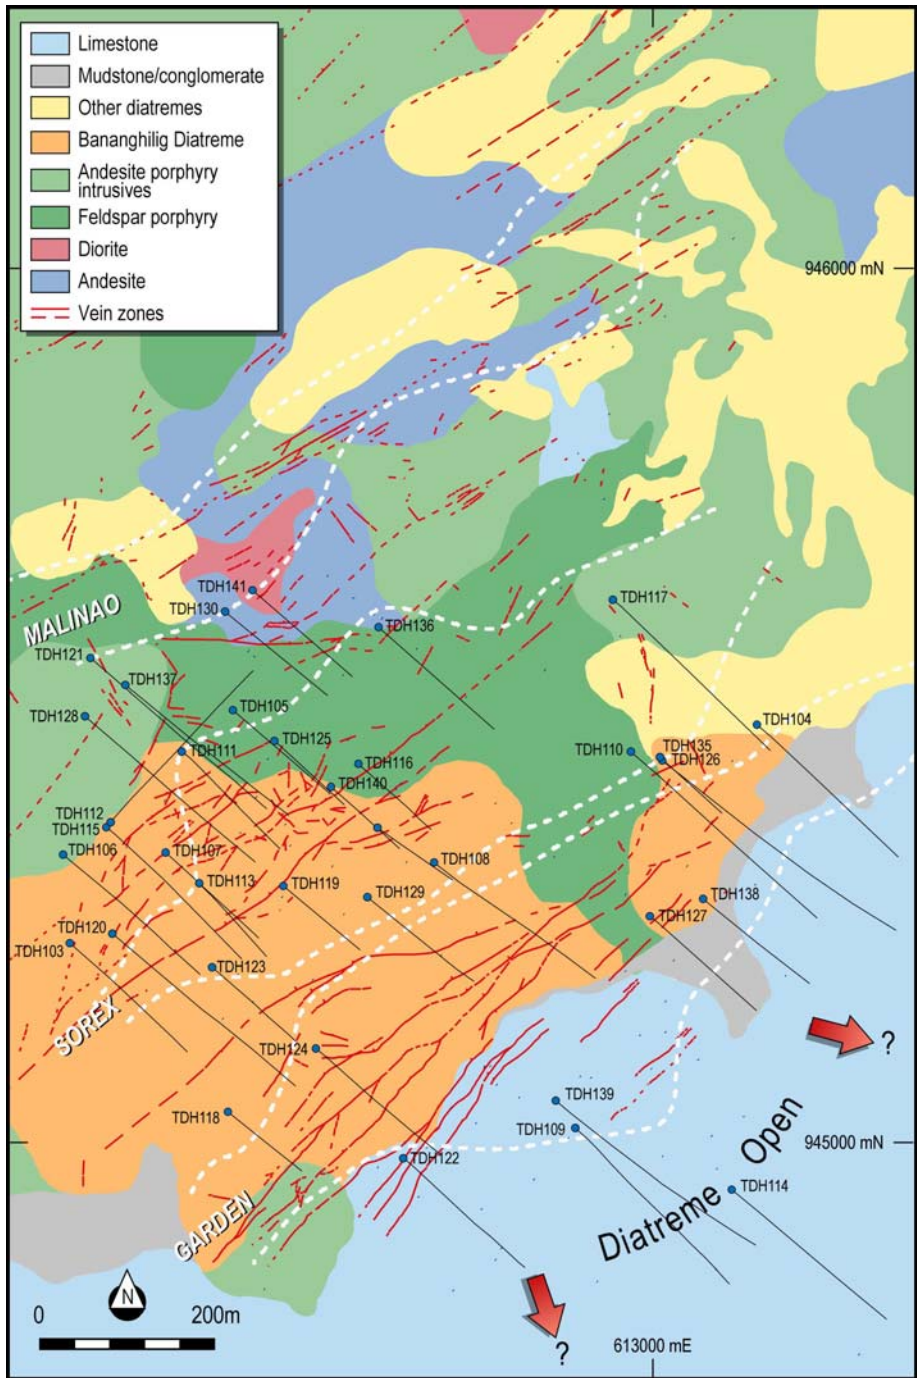 Limestone
Mudstone/conglomerate
Other diatremes
Bananghilig Diatreme
Andesite porphyry
intrusives
Feldspar porphyry
Diorite
Andesite
Vein zones
946000 mN
TDH141
TDH130
TDH117
MALINAO
TDH136
TDH121
TDH137
TDH105
TDH128
TDH104
TDH125
TDH111
TDH110
TDH135
TDH126
TDH116
TDH140
TDH112
TDH115
TDH106
TDH107
TDH108
TDH113
TDH119
TDH129
TDH138
TDH127
TDH120
TDH103
TDH123
SOREX
TDH124
?
TDH139
TDH118
TDH109
945000 mN
TDH122
TDH114
Diatreme Open
GARDEN
N
0 200m
613000 mE
?